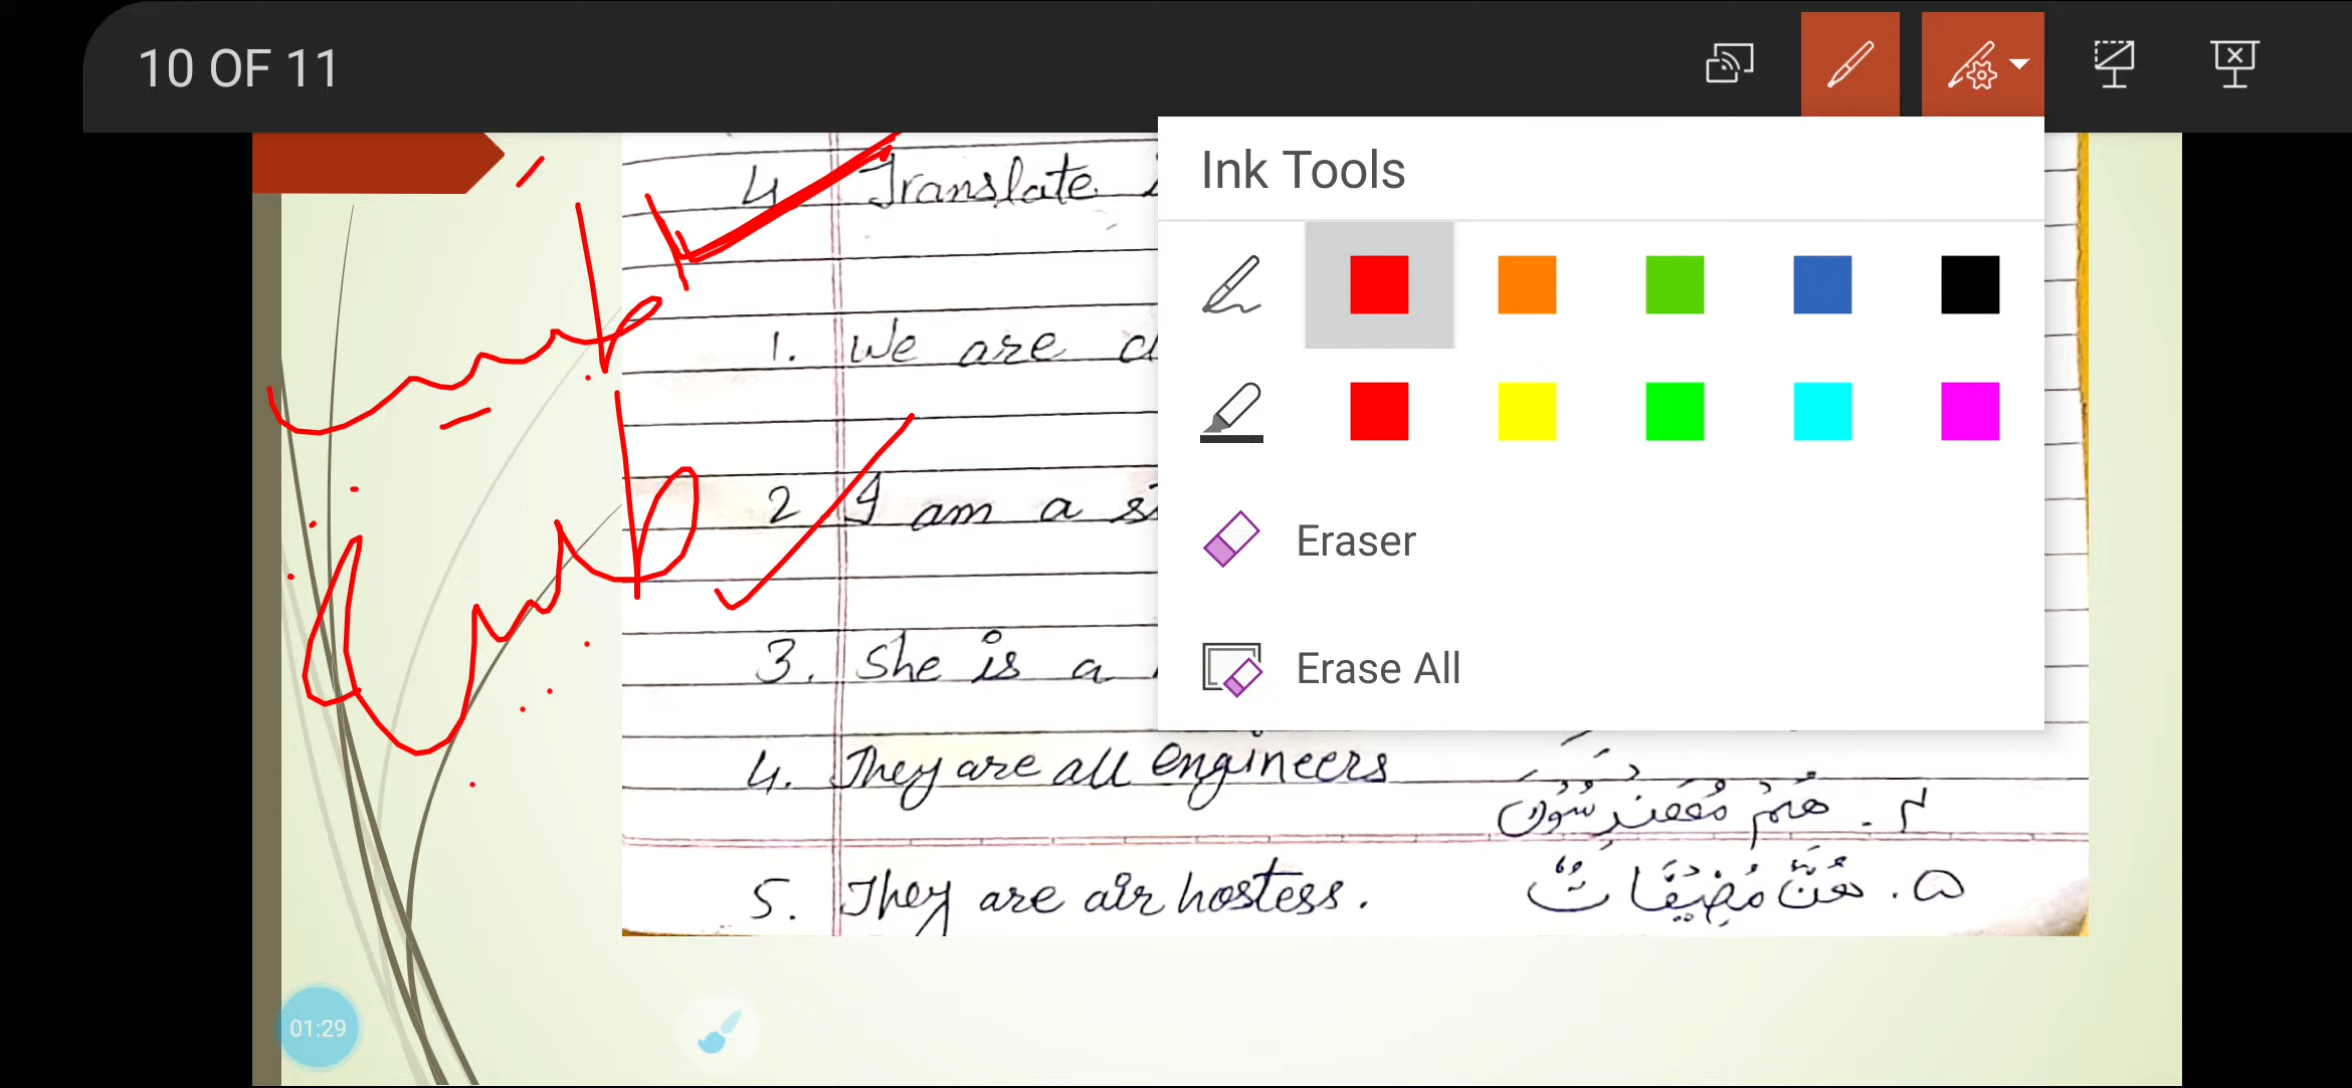 10 OF 11
Ink Tools
Eraser
Erase All
4 Translate
1. We are
2 I am a
3. She is a
4. They are all engineers
٤ . هُمْ
5. They are air hostess.
٥ . هُنَّ مُضِيْفَاتٌ
01:29